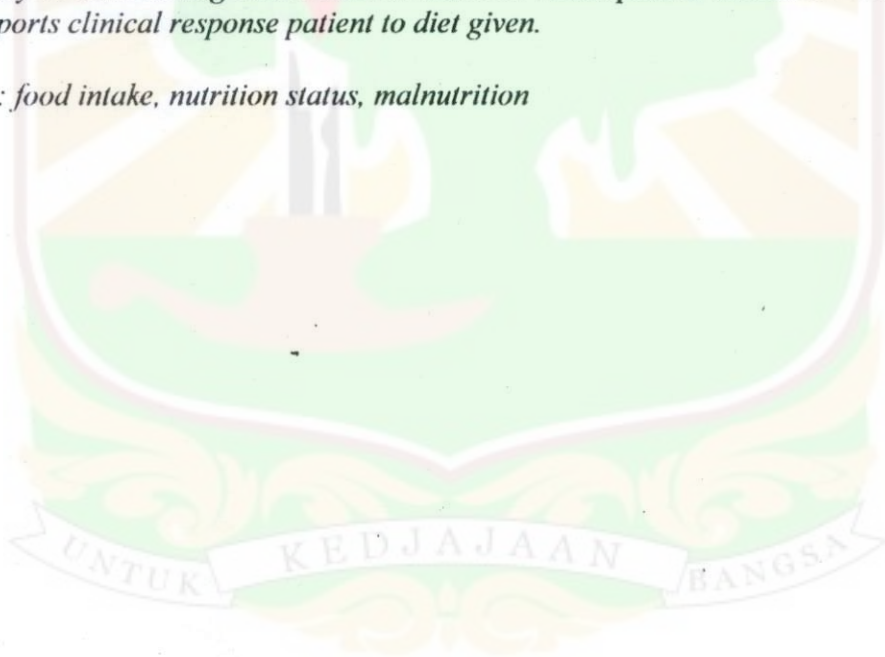 ports clinical response patient to diet given.
: food intake, nutrition status, malnutrition
UNTUK KEDJAJAAN BANGSA